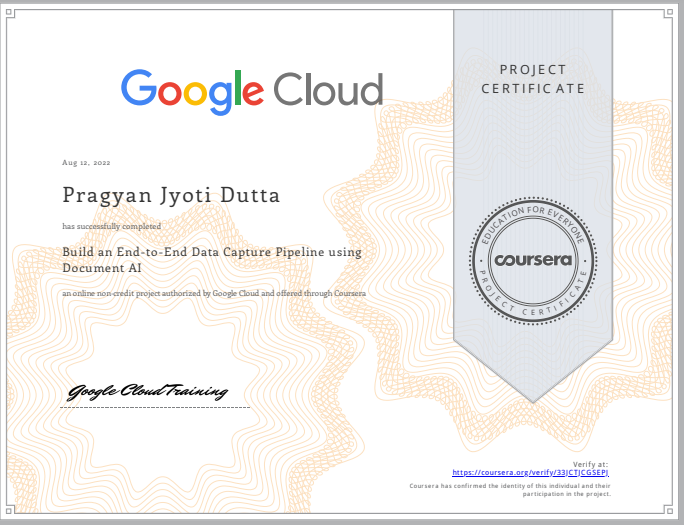 Google Cloud
PROJECT
CERTIFICATE
Aug 12, 2022
Pragyan Jyoti Dutta
has successfully completed
Build an End-to-End Data Capture Pipeline using
Document AI
an online non-credit project authorized by Google Cloud and offered through Coursera
EDUCATION FOR EVERYONE
coursera
PROJECT CERTIFICATE
Google Cloud Training
Verify at:
https://coursera.org/verify/33JCTJCGSEPJ
Coursera has confirmed the identity of this individual and their
participation in the project.